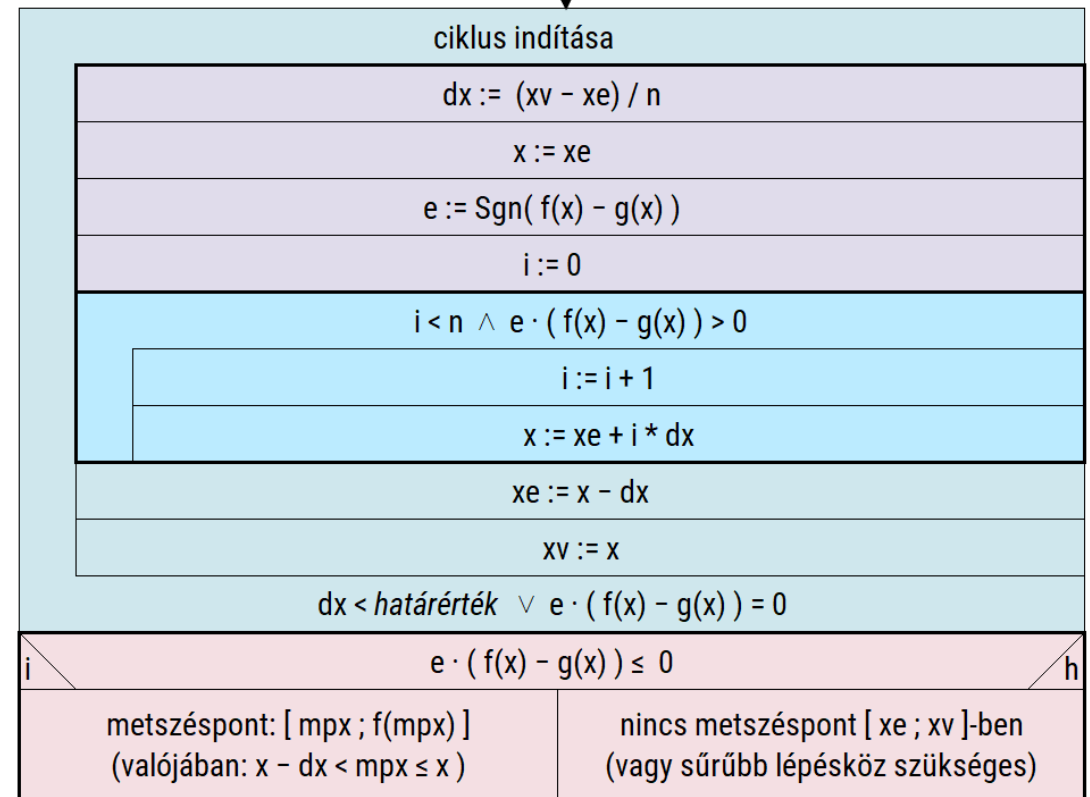 ciklus indítása
dx := (xv − xe) / n
x := xe
e := Sgn( f(x) − g(x) )
i := 0
i < n ∧ e · ( f(x) − g(x) ) > 0
i := i + 1
x := xe + i * dx
xe := x − dx
xv := x
dx < határérték ∨ e · ( f(x) − g(x) ) = 0
i e · ( f(x) − g(x) ) ≤ 0 h
metszéspont: [ mpx ; f(mpx) ]
(valójában: x − dx < mpx ≤ x )
nincs metszéspont [ xe ; xv ]-ben
(vagy sűrűbb lépésköz szükséges)